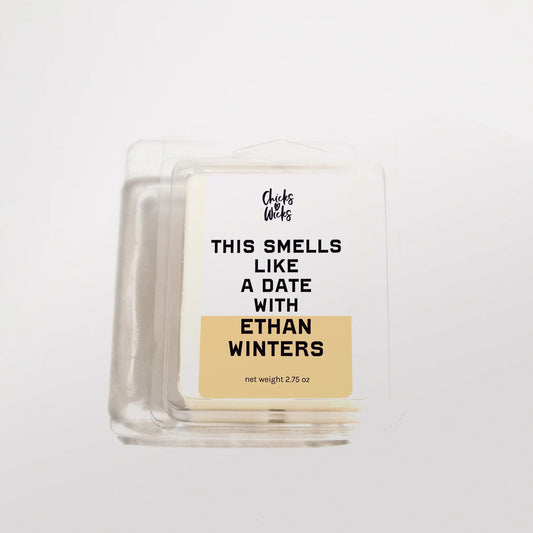 Chicks
Wicks
THIS SMELLS
LIKE
A DATE
WITH
ETHAN
WINTERS
net weight 2.75 oz